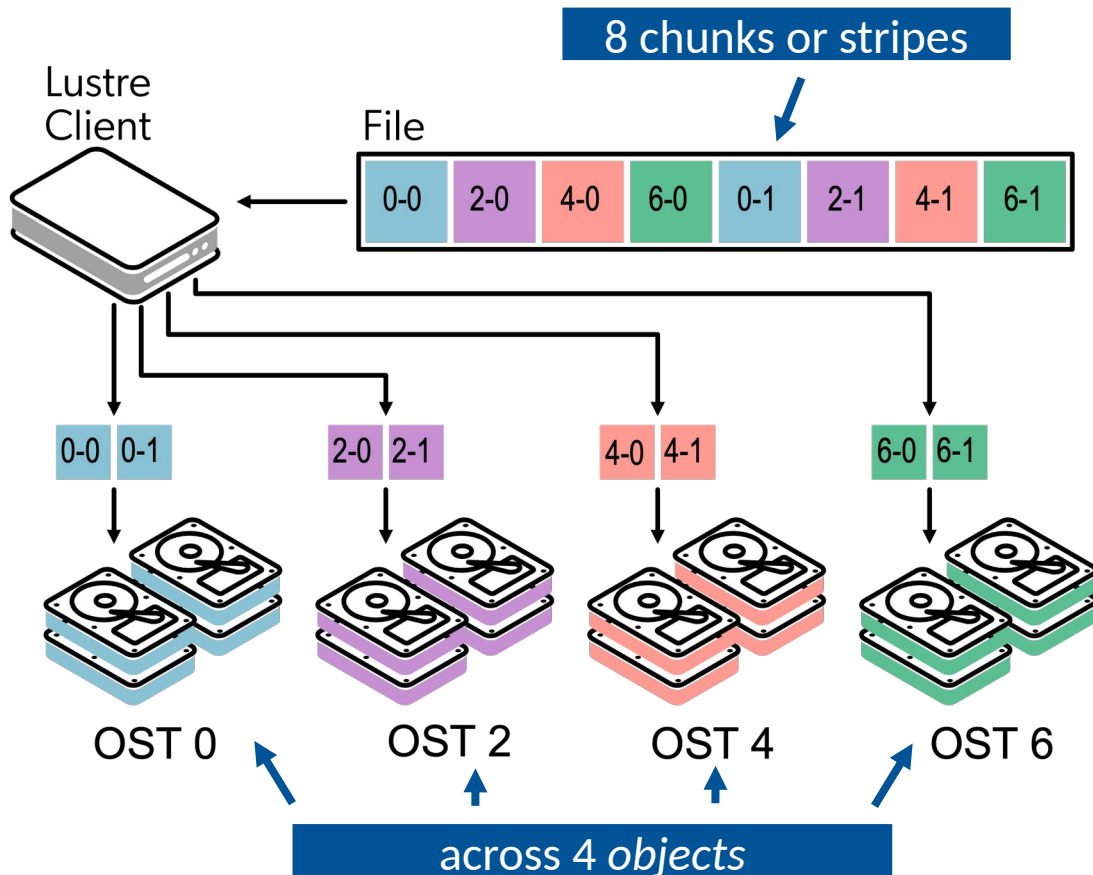 8 chunks or stripes
Lustre
Client
File
0-0 2-0 4-0 6-0 0-1 2-1 4-1 6-1
0-0 0-1 2-0 2-1 4-0 4-1 6-0 6-1
OST 0 OST 2 OST 4 OST 6
across 4 objects